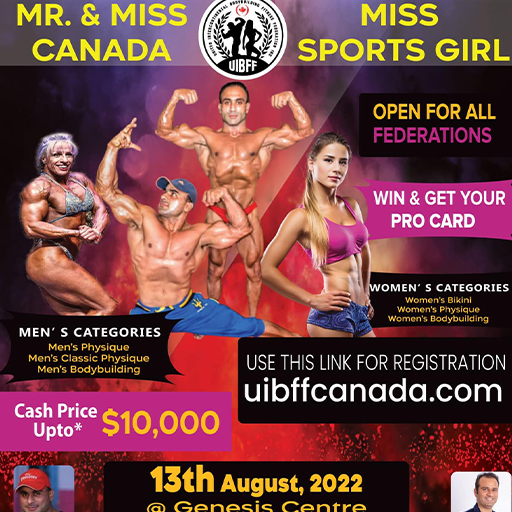 MR. & MISS
CANADA
MISS
SPORTS GIRL
UIBFF
OPEN FOR ALL
FEDERATIONS
WIN & GET YOUR
PRO CARD
WOMEN' S CATEGORIES
Women's Bikini
Women's Physique
Women's Bodybuilding
MEN' S CATEGORIES
Men's Physique
Men's Classic Physique
Men's Bodybuilding
USE THIS LINK FOR REGISTRATION
uibffcanada.com
Cash Price
Upto*
$10,000
13th August, 2022
@ Genesis Centre